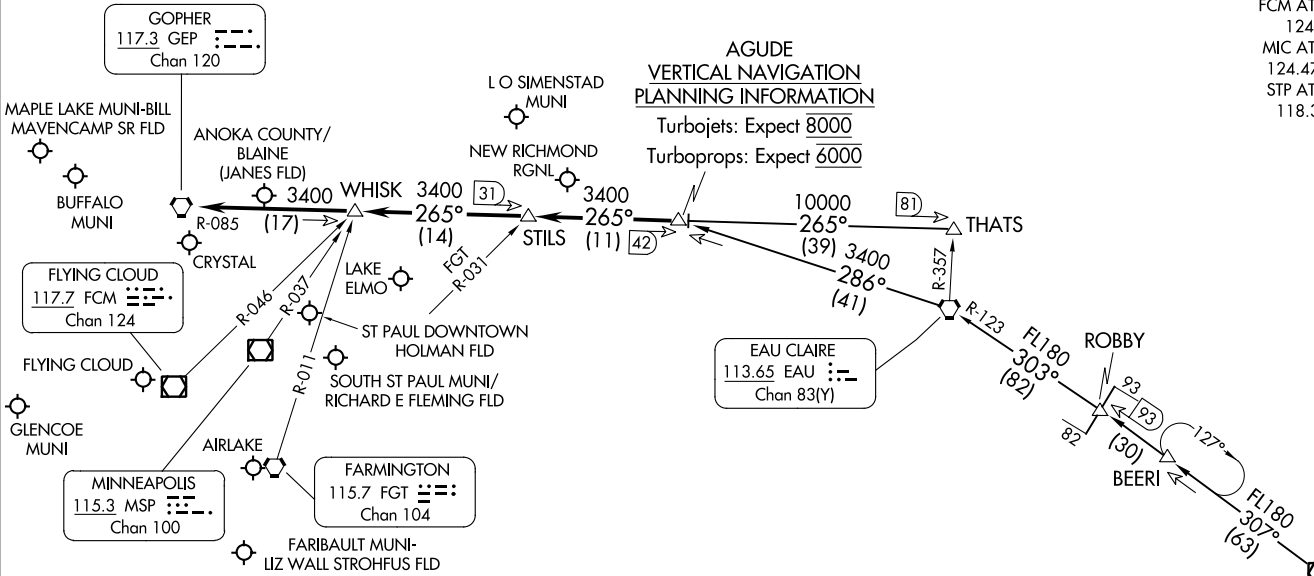 FCM AT
124
MIC AT
124.47
STP AT
118.3
GOPHER
117.3 GEP
Chan 120
MAPLE LAKE MUNI-BILL
MAVENCAMP SR FLD
BUFFALO
MUNI
ANOKA COUNTY/
BLAINE
(JANES FLD)
L O SIMENSTAD
MUNI
NEW RICHMOND
RGNL
AGUDE
VERTICAL NAVIGATION
PLANNING INFORMATION
Turbojets: Expect 8000
Turboprops: Expect 6000
R-085
3400
(17)
WHISK
3400
265°
(14)
31
STILS
3400
265°
(11)
42
10000
265°
(39)
81
THATS
3400
286°
(41)
R-357
CRYSTAL
FLYING CLOUD
117.7 FCM
Chan 124
R-046
R-037
R-011
LAKE
ELMO
FGT
R-031
ST PAUL DOWNTOWN
HOLMAN FLD
SOUTH ST PAUL MUNI/
RICHARD E FLEMING FLD
FLYING CLOUD
GLENCOE
MUNI
AIRLAKE
MINNEAPOLIS
115.3 MSP
Chan 100
FARMINGTON
115.7 FGT
Chan 104
FARIBAULT MUNI-
LIZ WALL STROHFUS FLD
EAU CLAIRE
113.65 EAU
Chan 83(Y)
R-123
FL180
303°
(82)
ROBBY
93
93
82
(30)
BEERI
127°
FL180
307°
(63)